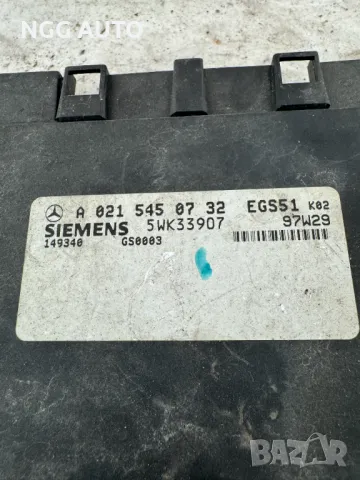 NGG AUTO
A 021 545 07 32 EGS51 K02
SIEMENS 5WK33907 97W29
149340 GS0003
bazar